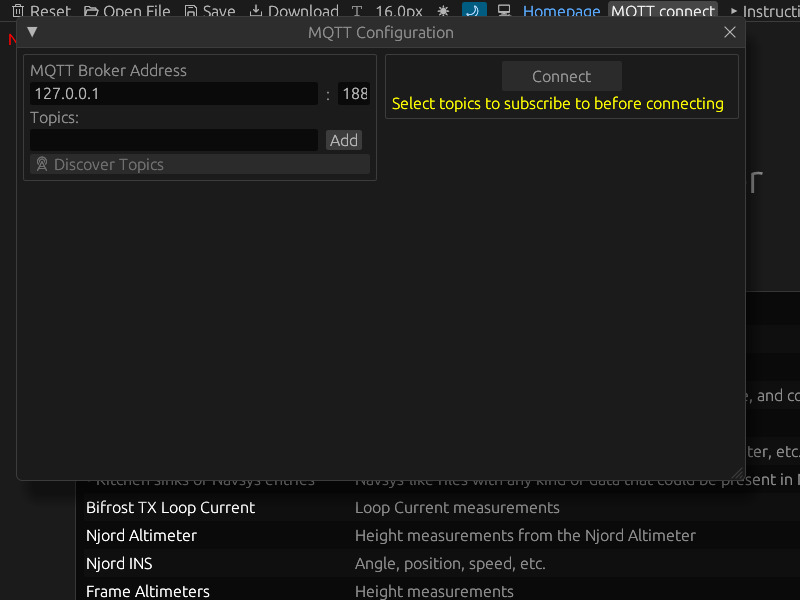 Reset Open File Save Download T 16.0px Homepage MQTT connect Instructi
MQTT Configuration
MQTT Broker Address
127.0.0.1 : 188
Topics:
Add
Discover Topics
Connect
Select topics to subscribe to before connecting
r
e, and co
ter, etc.
Kitchen sinks of Navsys entries Navsys-like files with any kind of data that could be present in
Bifrost TX Loop Current Loop Current measurements
Njord Altimeter Height measurements from the Njord Altimeter
Njord INS Angle, position, speed, etc.
Frame Altimeters Height measurements